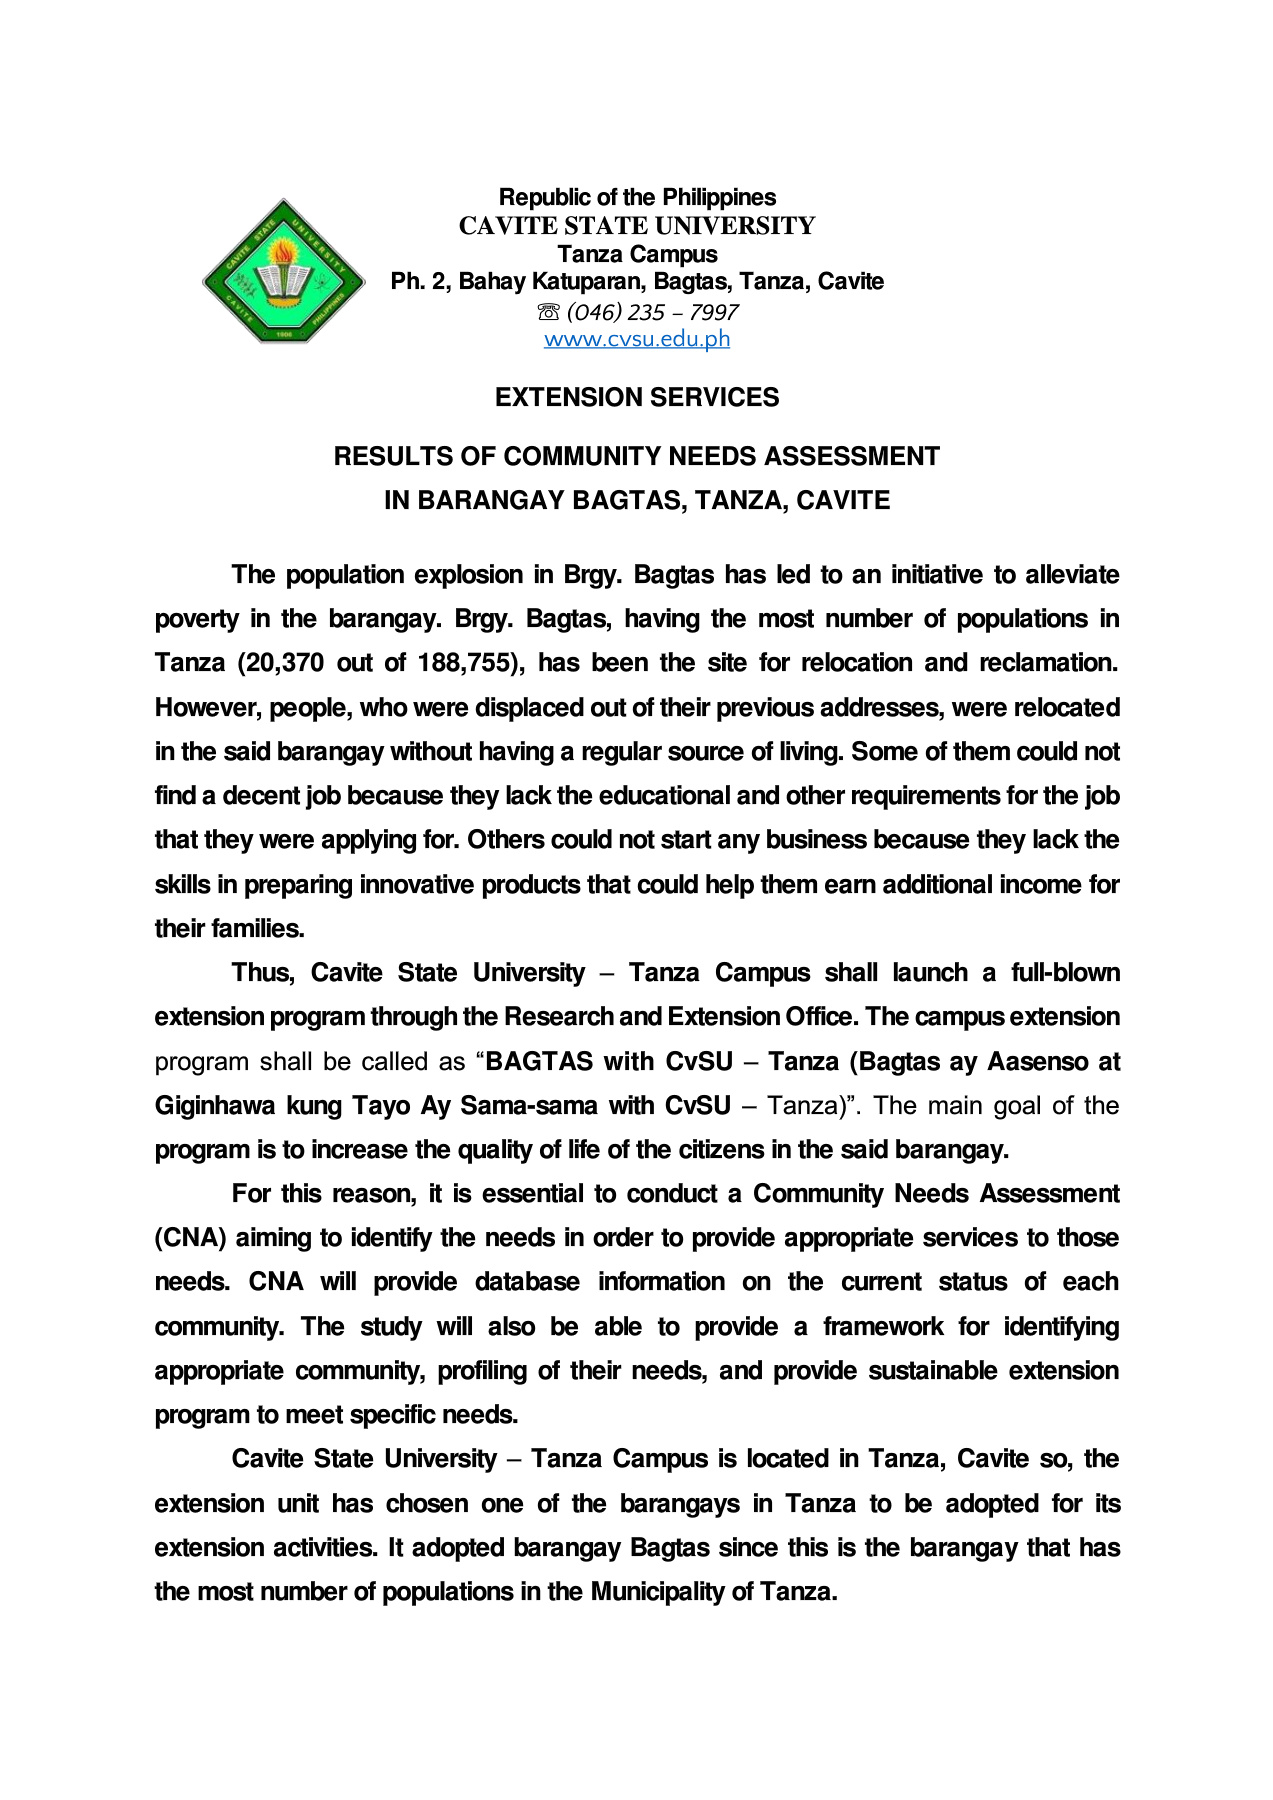 Republic of the Philippines
CAVITE STATE UNIVERSITY
Tanza Campus
Ph. 2, Bahay Katuparan, Bagtas, Tanza, Cavite
☏ (046) 235 – 7997
www.cvsu.edu.ph
CAVITE STATE UNIVERSITY
CAVITE PHILIPPINES
1906
EXTENSION SERVICES
RESULTS OF COMMUNITY NEEDS ASSESSMENT
IN BARANGAY BAGTAS, TANZA, CAVITE
The population explosion in Brgy. Bagtas has led to an initiative to alleviate
poverty in the barangay. Brgy. Bagtas, having the most number of populations in
Tanza (20,370 out of 188,755), has been the site for relocation and reclamation.
However, people, who were displaced out of their previous addresses, were relocated
in the said barangay without having a regular source of living. Some of them could not
find a decent job because they lack the educational and other requirements for the job
that they were applying for. Others could not start any business because they lack the
skills in preparing innovative products that could help them earn additional income for
their families.
Thus, Cavite State University – Tanza Campus shall launch a full-blown
extension program through the Research and Extension Office. The campus extension
program shall be called as “BAGTAS with CvSU – Tanza (Bagtas ay Aasenso at
Giginhawa kung Tayo Ay Sama-sama with CvSU – Tanza)”. The main goal of the
program is to increase the quality of life of the citizens in the said barangay.
For this reason, it is essential to conduct a Community Needs Assessment
(CNA) aiming to identify the needs in order to provide appropriate services to those
needs. CNA will provide database information on the current status of each
community. The study will also be able to provide a framework for identifying
appropriate community, profiling of their needs, and provide sustainable extension
program to meet specific needs.
Cavite State University – Tanza Campus is located in Tanza, Cavite so, the
extension unit has chosen one of the barangays in Tanza to be adopted for its
extension activities. It adopted barangay Bagtas since this is the barangay that has
the most number of populations in the Municipality of Tanza.